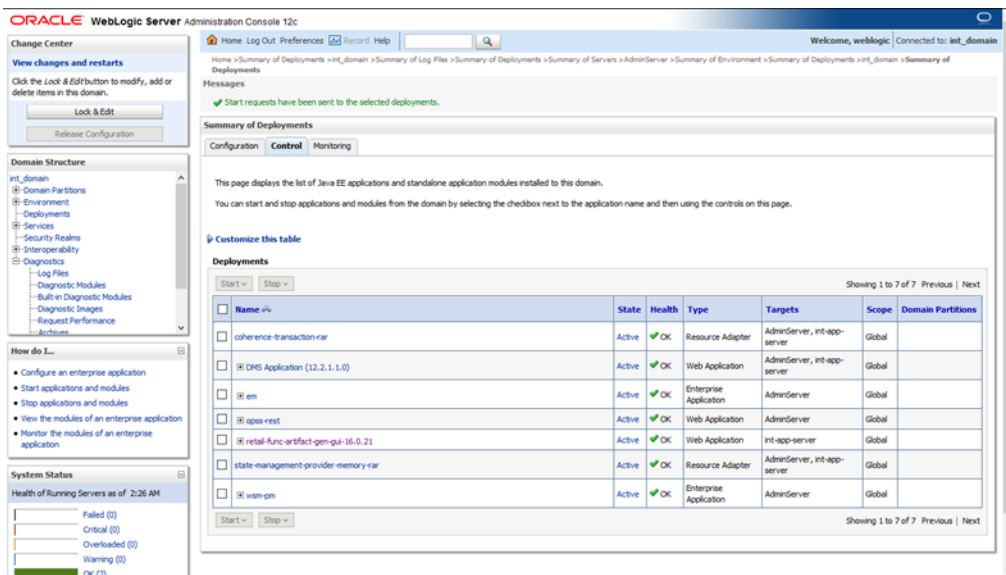 ORACLE WebLogic Server Administration Console 12c
Change Center
View changes and restarts
Click the Lock & Edit button to modify, add or
delete items in this domain.
Lock & Edit
Release Configuration
Domain Structure
int_domain
Domain Partitions
Environment
Deployments
Services
Security Realms
Interoperability
Diagnostics
Log Files
Diagnostic Modules
Built-in Diagnostic Modules
Diagnostic Images
Request Performance
Archives
How do I...
Configure an enterprise application
Start applications and modules
Stop applications and modules
View the modules of an enterprise application
Monitor the modules of an enterprise
application
System Status
Health of Running Servers as of 2:26 AM
Failed (0)
Critical (0)
Overloaded (0)
Warning (0)
OK (2)
Home Log Out Preferences Record Help
Welcome, weblogic Connected to: int_domain
Home >Summary of Deployments >int_domain >Summary of Log Files >Summary of Deployments >Summary of Servers >AdminServer >Summary of Environment >Summary of Deployments >int_domain >Summary of
Deployments
Messages
Start requests have been sent to the selected deployments.
Summary of Deployments
Configuration Control Monitoring
This page displays the list of Java EE applications and standalone application modules installed to this domain.
You can start and stop applications and modules from the domain by selecting the checkbox next to the application name and then using the controls on this page.
Customize this table
Deployments
Start Stop Showing 1 to 7 of 7 Previous | Next
Name State Health Type Targets Scope Domain Partitions
coherence-transaction-rar Active OK Resource Adapter AdminServer, int-app-
server Global
DMS Application (12.2.1.1.0) Active OK Web Application AdminServer, int-app-
server Global
em Active OK Enterprise
Application AdminServer Global
opss-rest Active OK Web Application AdminServer Global
retail-func-artifact-gen-gui-16.0.21 Active OK Web Application int-app-server Global
state-management-provider-memory-rar Active OK Resource Adapter AdminServer, int-app-
server Global
wsm-pm Active OK Enterprise
Application AdminServer Global
Start Stop Showing 1 to 7 of 7 Previous | Next